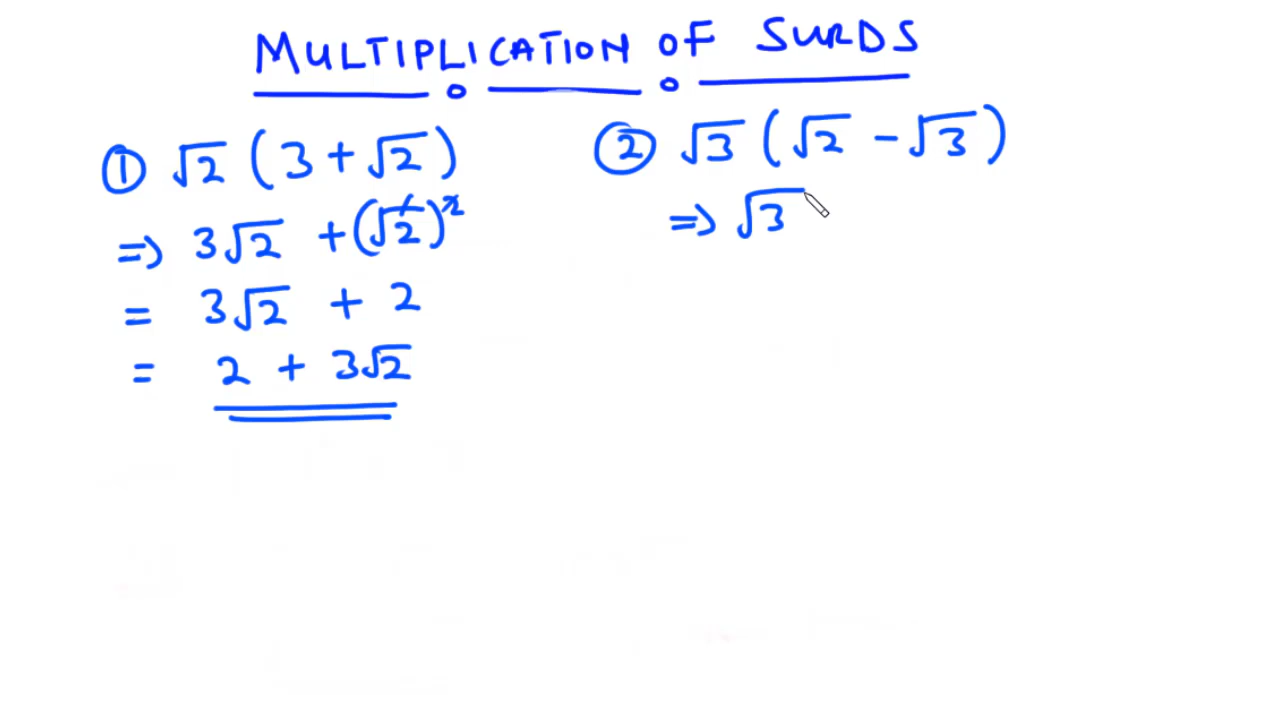 MULTIPLICATION OF SURDS
① √2 ( 3 + √2 )
⇒ 3√2 + (√2)²
= 3√2 + 2
= 2 + 3√2
② √3 ( √2 − √3 )
⇒ √3